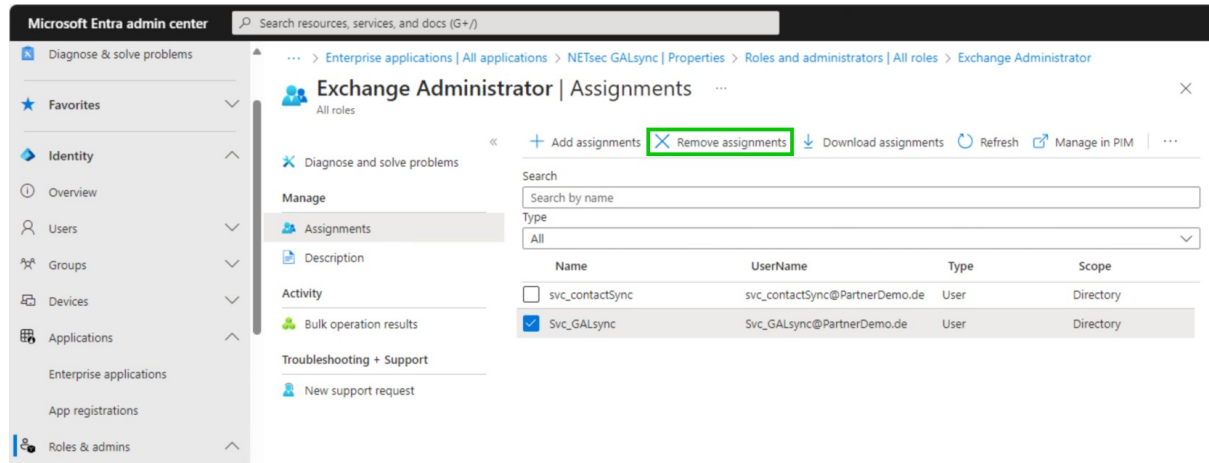 Microsoft Entra admin center
Search resources, services, and docs (G+/)
Diagnose & solve problems
Favorites
Identity
Overview
Users
Groups
Devices
Applications
Enterprise applications
App registrations
Roles & admins
... > Enterprise applications | All applications > NETsec GALsync | Properties > Roles and administrators | All roles > Exchange Administrator
Exchange Administrator | Assignments ...
All roles
«
Diagnose and solve problems
Manage
Assignments
Description
Activity
Bulk operation results
Troubleshooting + Support
New support request
Add assignments Remove assignments Download assignments Refresh Manage in PIM ...
Search
Search by name
Type
All
Name UserName Type Scope
svc_contactSync svc_contactSync@PartnerDemo.de User Directory
Svc_GALsync Svc_GALsync@PartnerDemo.de User Directory